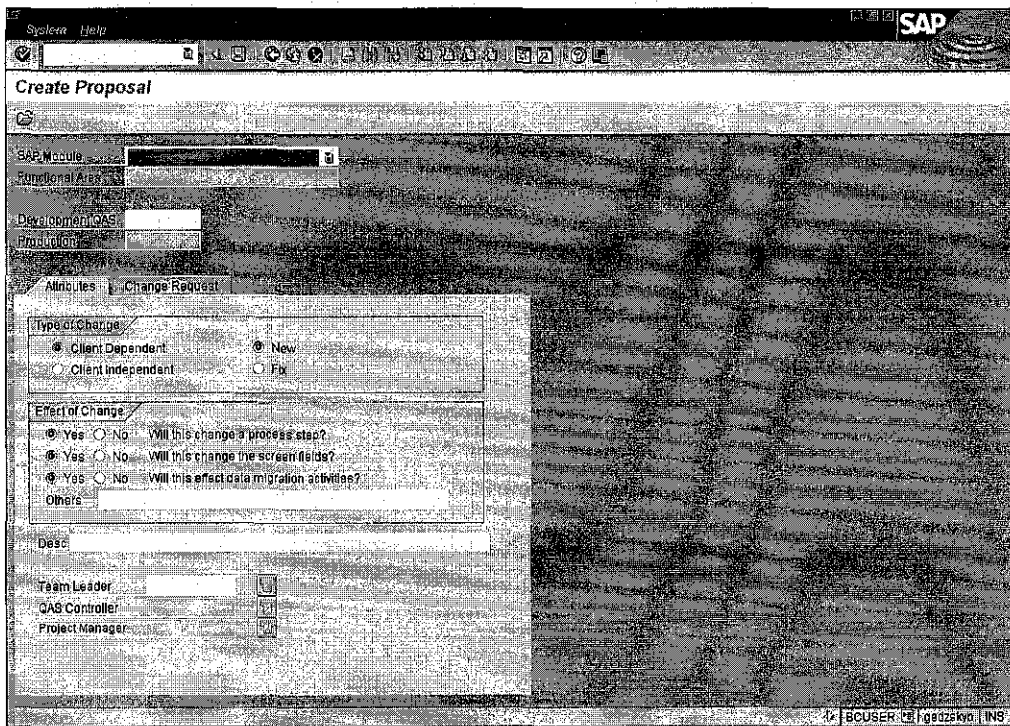 System Help
SAP
Create Proposal
SAP Module
Functional Area
Development QAS
Production
Attributes Change Request
Type of Change
Client Dependent New
Client Independent Fix
Effect of Change
Yes No Will this change a process step?
Yes No Will this change the screen fields?
Yes No Will this effect data migration activities?
Others
Desc
Team Leader
QAS Controller
Project Manager
BCUSER INS